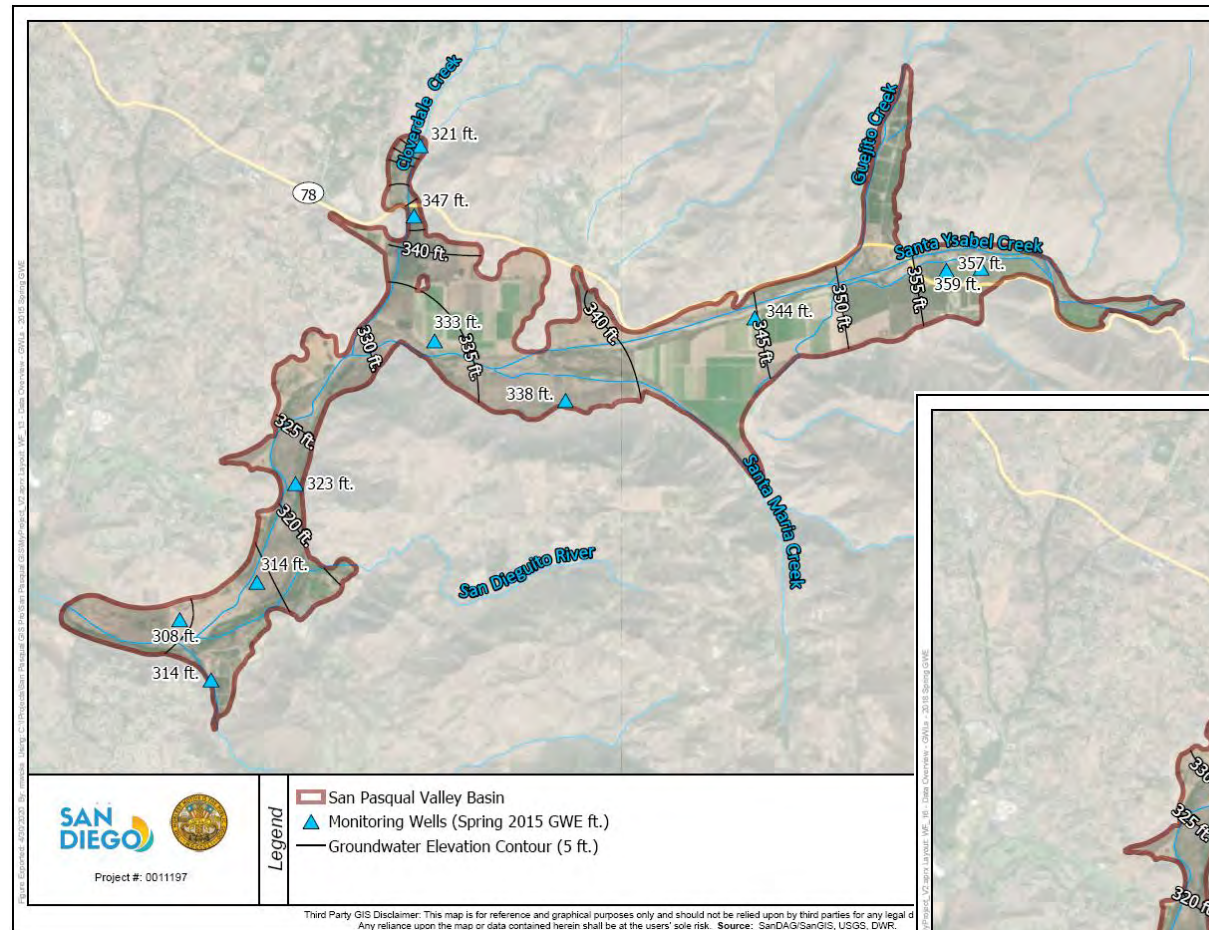 Cloverdale Creek
321 ft.
78
347 ft.
340 ft.
Guejito Creek
Santa Ysabel Creek
357 ft.
359 ft.
355 ft.
350 ft.
344 ft.
345 ft.
340 ft.
333 ft.
335 ft.
330 ft.
338 ft.
325 ft.
323 ft.
320 ft.
Santa Maria Creek
San Dieguito River
314 ft.
308 ft.
314 ft.
330
325 ft.
320 ft.
SAN
DIEGO
Project #: 0011197
Legend
San Pasqual Valley Basin
Monitoring Wells (Spring 2015 GWE ft.)
Groundwater Elevation Contour (5 ft.)
Third Party GIS Disclaimer: This map is for reference and graphical purposes only and should not be relied upon by third parties for any legal d
Any reliance upon the map or data contained herein shall be at the users' sole risk. Source: SanDAG/SanGIS, USGS, DWR.